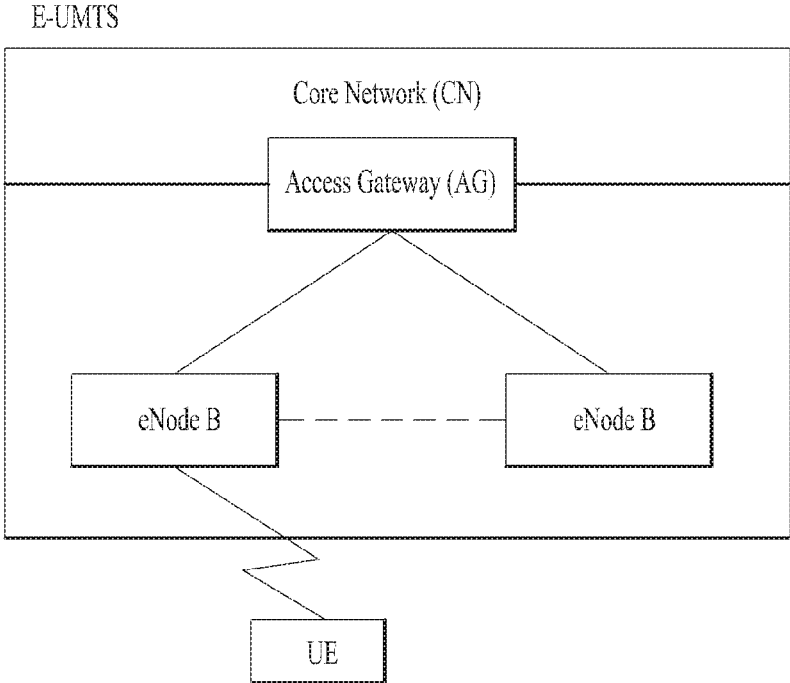 E-UMTS
Core Network (CN)
Access Gateway (AG)
eNode B
eNode B
UE